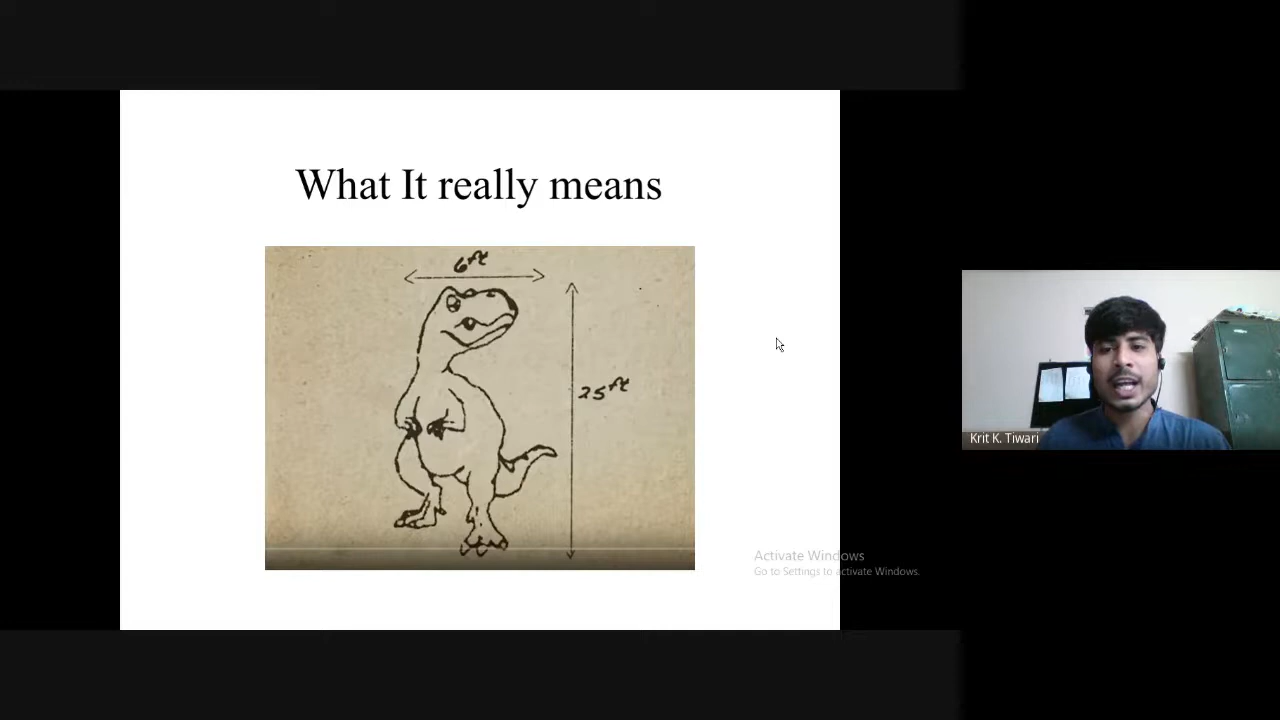 What It really means
6ft
25ft
Krit K. Tiwari
Activate Windows
Go to Settings to activate Windows.